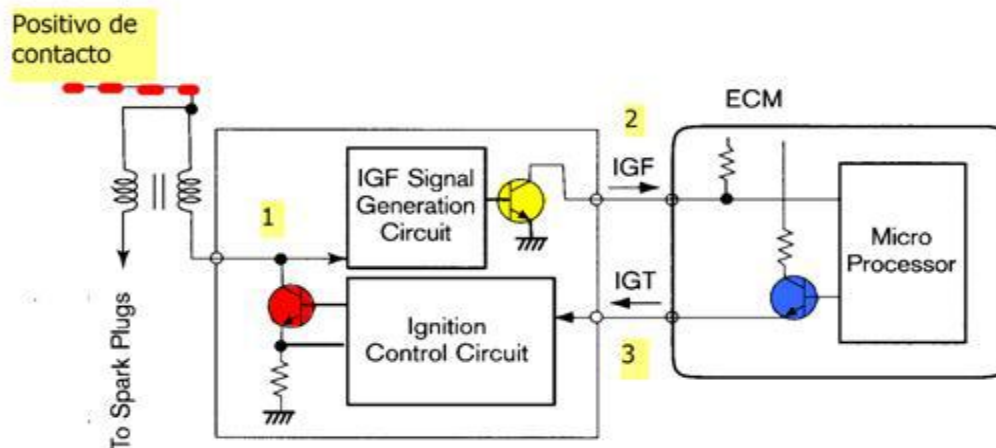 Positivo de
contacto
ECM
2
IGF
IGF Signal
Generation
Circuit
1
Micro
Processor
IGT
Ignition
Control Circuit
3
To Spark Plugs